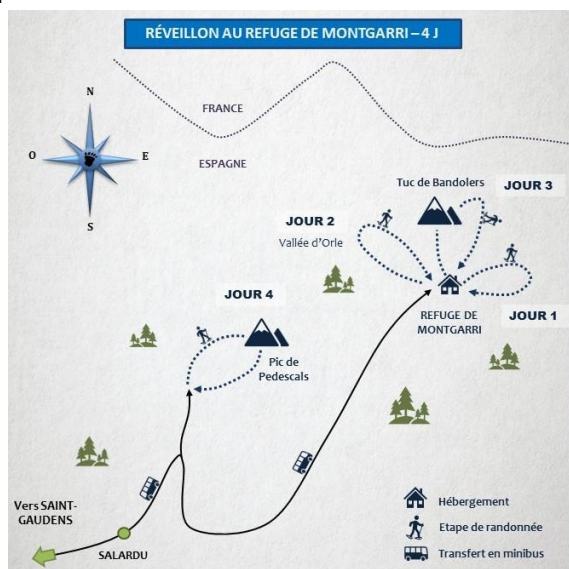 RÉVEILLON AU REFUGE DE MONTGARRI – 4 J
N
O
E
S
FRANCE
ESPAGNE
Tuc de Bandolers
JOUR 3
JOUR 2
Vallée d'Orle
REFUGE DE
MONTGARRI
JOUR 1
JOUR 4
Pic de
Pedescals
Vers SAINT-
GAUDENS
SALARDU
Hébergement
Etape de randonnée
Transfert en minibus